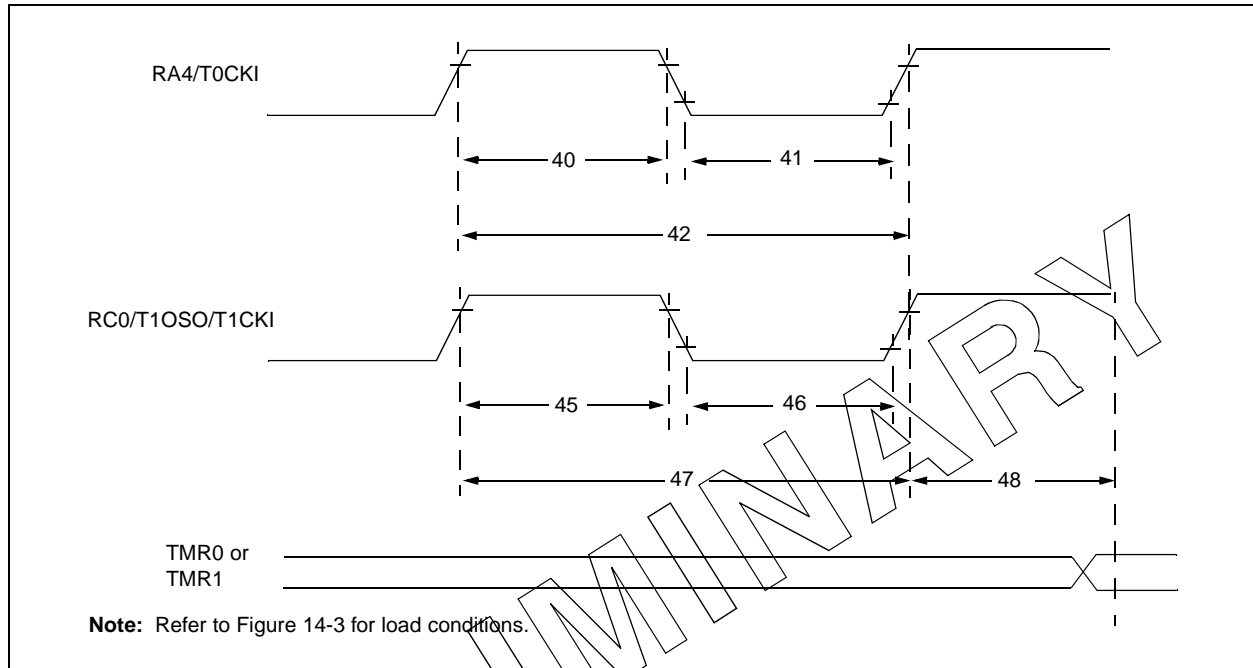 RA4/T0CKI
40
41
42
RC0/T1OSO/T1CKI
45
46
47
48
TMR0 or
TMR1
Note: Refer to Figure 14-3 for load conditions.
IMINARY